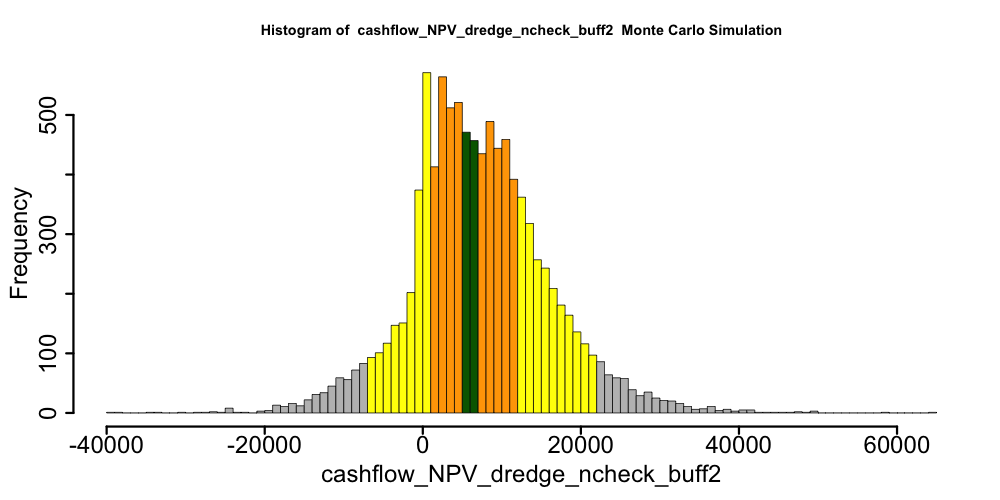 Histogram of  cashflow_NPV_dredge_ncheck_buff2  Monte Carlo Simulation
Frequency
500
300
100
0
-40000 -20000 0 20000 40000 60000
cashflow_NPV_dredge_ncheck_buff2